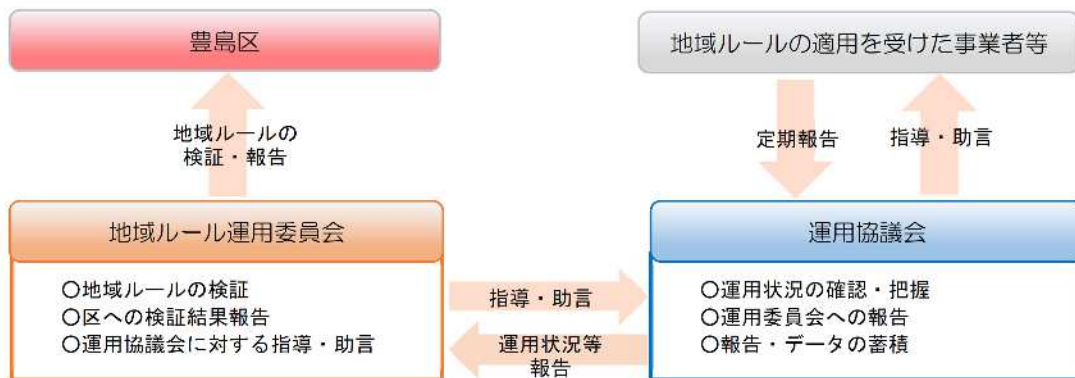 豊島区
地域ルールの適用を受けた事業者等
地域ルールの
検証・報告
定期報告
指導・助言
地域ルール運用委員会
〇地域ルールの検証
〇区への検証結果報告
〇運用協議会に対する指導・助言
指導・助言
運用状況等
報告
運用協議会
〇運用状況の確認・把握
〇運用委員会への報告
〇報告・データの蓄積